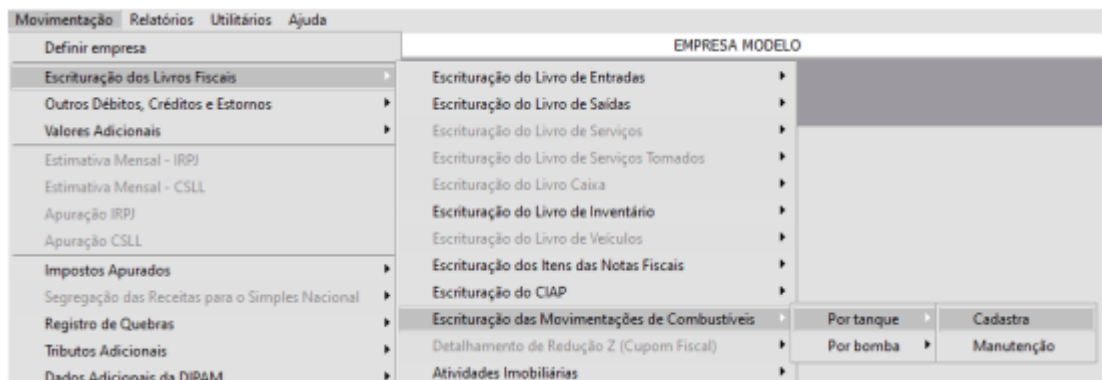 Movimentação Relatórios Utilitários Ajuda
Definir empresa
EMPRESA MODELO
Escrituração dos Livros Fiscais
Outros Débitos, Créditos e Estornos
Valores Adicionais
Estimativa Mensal - IRPJ
Estimativa Mensal - CSLL
Apuração IRPJ
Apuração CSLL
Impostos Apurados
Segregação das Receitas para o Simples Nacional
Registro de Quebras
Tributos Adicionais
Dados Adicionais da DIPAM
Escrituração do Livro de Entradas
Escrituração do Livro de Saídas
Escrituração do Livro de Serviços
Escrituração do Livro de Serviços Tomados
Escrituração do Livro Caixa
Escrituração do Livro de Inventário
Escrituração do Livro de Veículos
Escrituração dos Itens das Notas Fiscais
Escrituração do CIAP
Escrituração das Movimentações de Combustíveis
Detalhamento de Redução Z (Cupom Fiscal)
Atividades Imobiliárias
Por tanque
Por bomba
Cadastra
Manutenção